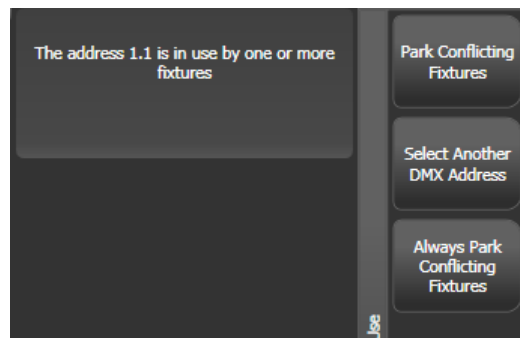 The address 1.1 is in use by one or more
fixtures
Park Conflicting
Fixtures
Select Another
DMX Address
Always Park
Conflicting
Fixtures